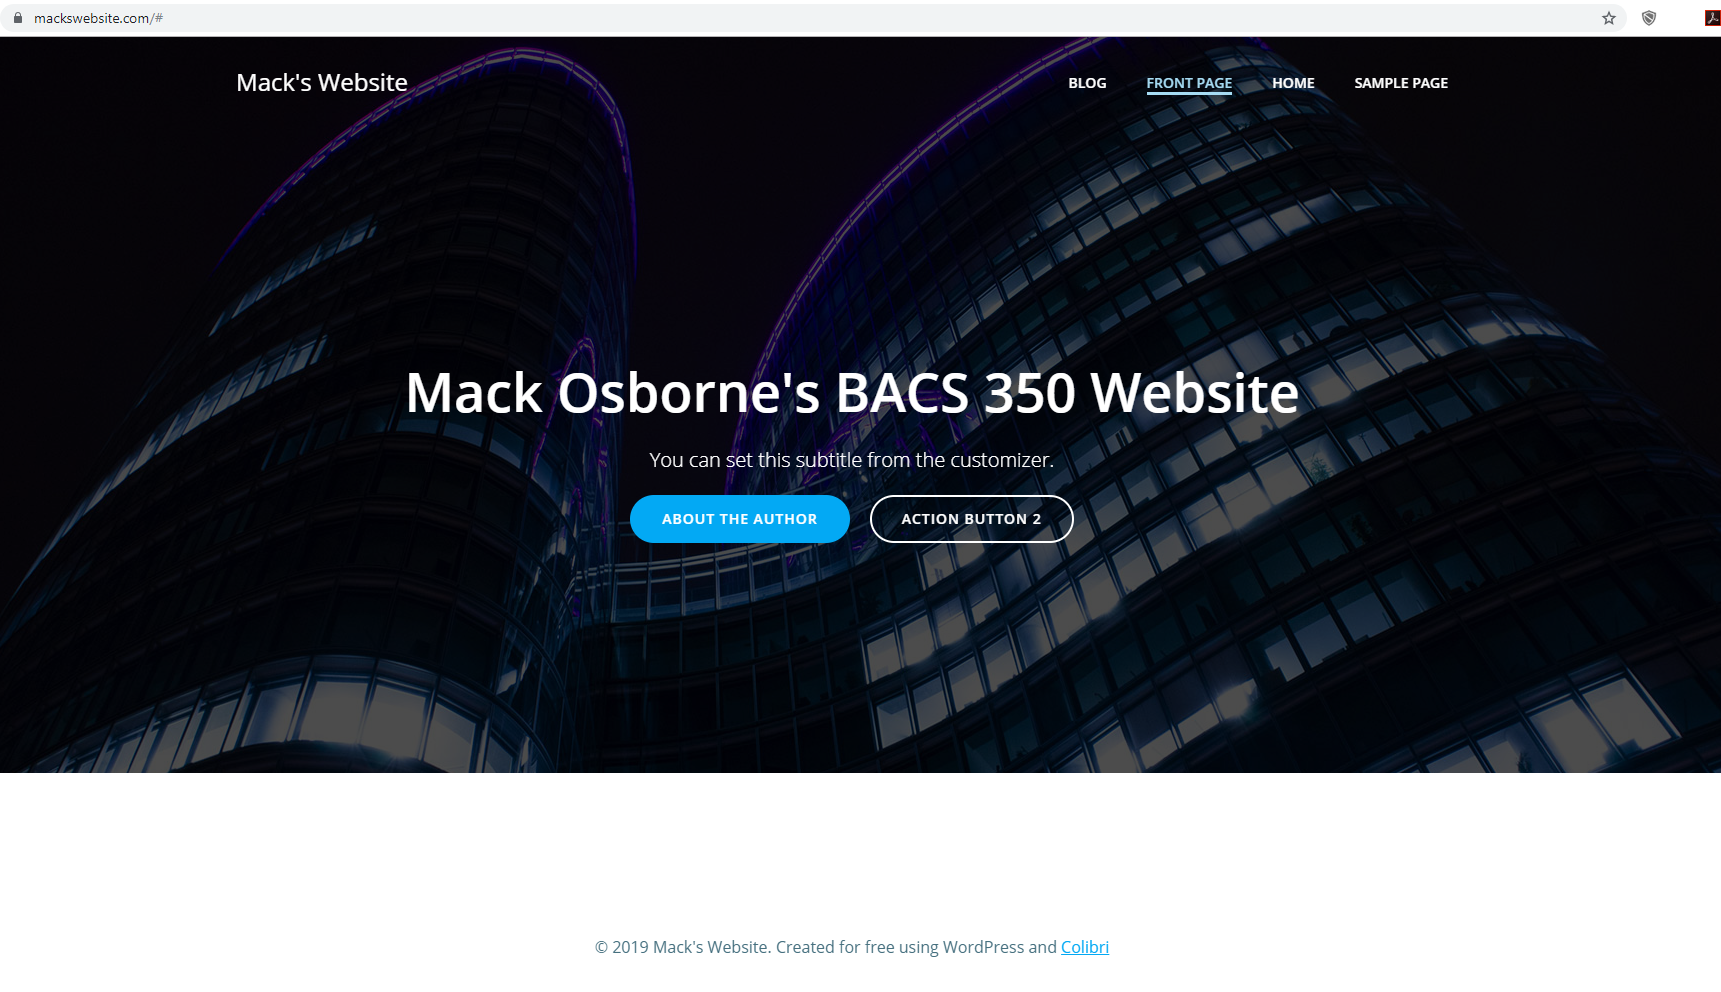 mackswebsite.com/#
Mack's Website
BLOG
FRONT PAGE
HOME
SAMPLE PAGE
Mack Osborne's BACS 350 Website
You can set this subtitle from the customizer.
ABOUT THE AUTHOR
ACTION BUTTON 2
© 2019 Mack's Website. Created for free using WordPress and Colibri